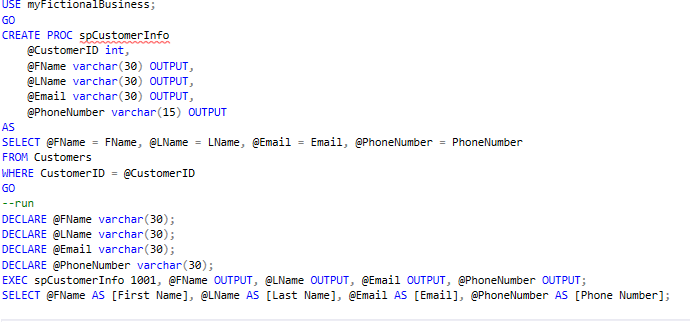 USE myFictionalBusiness;
GO
CREATE PROC spCustomerInfo
@CustomerID int,
@FName varchar(30) OUTPUT,
@LName varchar(30) OUTPUT,
@Email varchar(30) OUTPUT,
@PhoneNumber varchar(15) OUTPUT
AS
SELECT @FName = FName, @LName = LName, @Email = Email, @PhoneNumber = PhoneNumber
FROM Customers
WHERE CustomerID = @CustomerID
GO
--run
DECLARE @FName varchar(30);
DECLARE @LName varchar(30);
DECLARE @Email varchar(30);
DECLARE @PhoneNumber varchar(30);
EXEC spCustomerInfo 1001, @FName OUTPUT, @LName OUTPUT, @Email OUTPUT, @PhoneNumber OUTPUT;
SELECT @FName AS [First Name], @LName AS [Last Name], @Email AS [Email], @PhoneNumber AS [Phone Number];